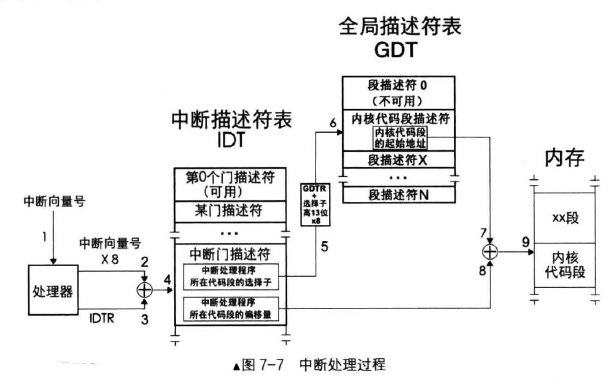 全局描述符表
GDT
段描述符 0
(不可用)
内核代码段描述符
内核代码段
的起始地址
段描述符X
...
段描述符N
6
中断描述符表
IDT
第0个门描述符
(可用)
某门描述符
...
中断门描述符
中断处理程序
所在代码段的选择子
中断处理程序
所在代码段的偏移量
GDTR
+
选择子
高13位
x8
5
内存
xx段
内核
代码段
中断向量号
1
中断向量号
X 8
2
处理器
IDTR
3
4
7
8
9
▲图 7-7 中断处理过程